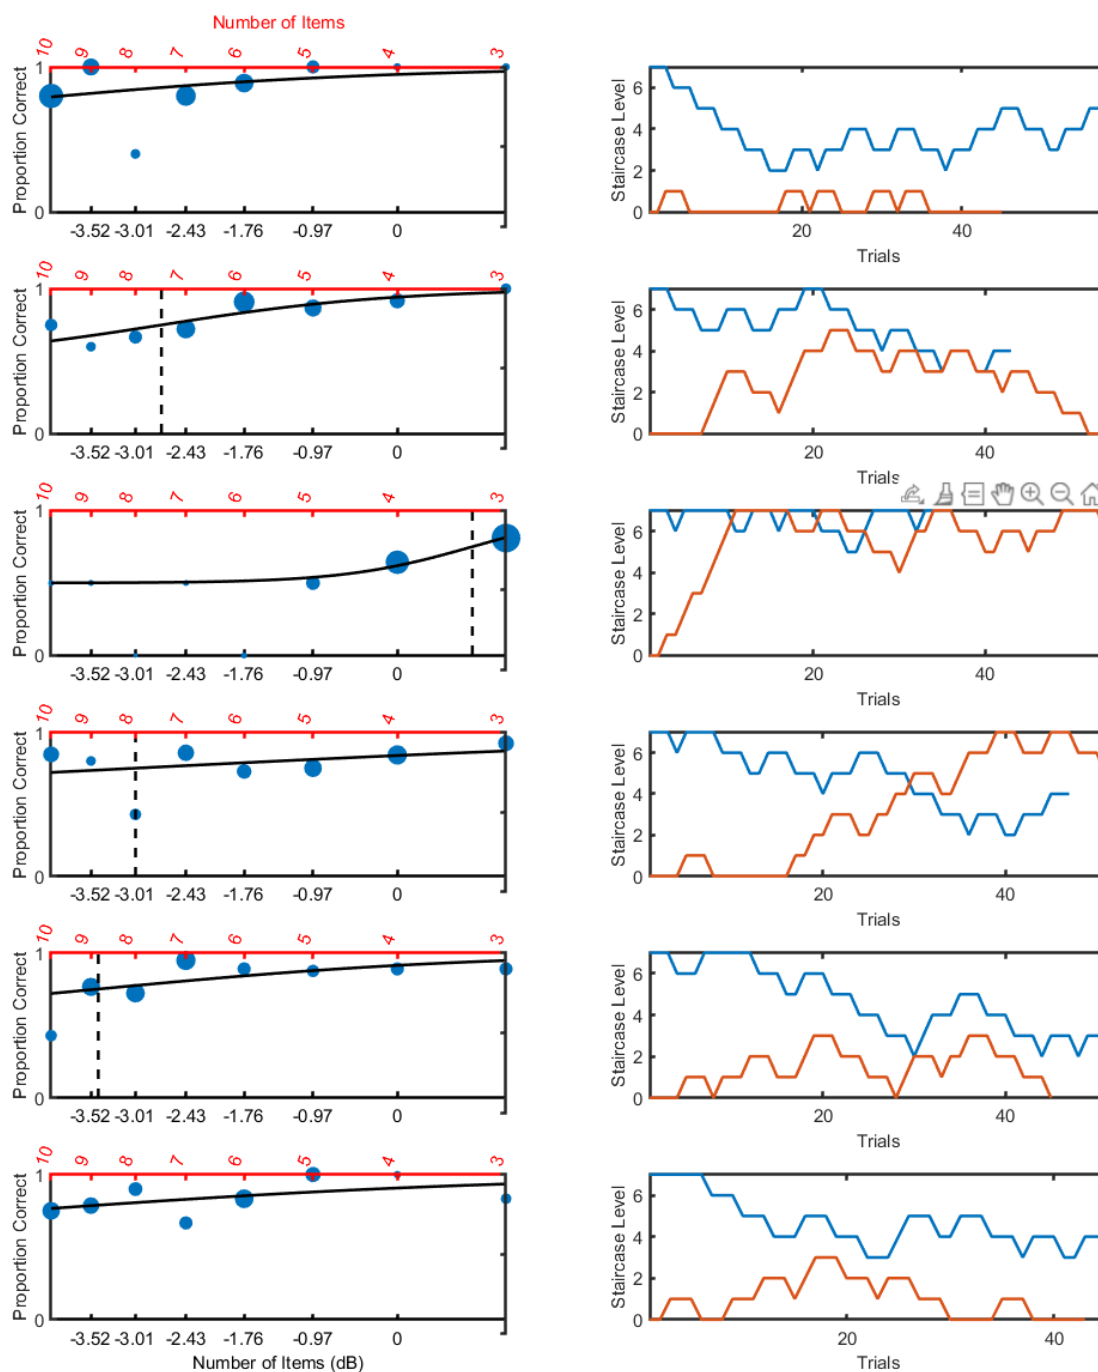 Number of Items
10 9 8 7 6 5 4 3
Proportion Correct
1
0
-3.52 -3.01 -2.43 -1.76 -0.97 0
Staircase Level
6
4
2
0
20 40
Trials
10 9 8 7 6 5 4 3
Proportion Correct
1
0
-3.52 -3.01 -2.43 -1.76 -0.97 0
Staircase Level
6
4
2
0
20 40
Trials
10 9 8 7 6 5 4 3
Proportion Correct
1
0
-3.52 -3.01 -2.43 -1.76 -0.97 0
Staircase Level
6
4
2
0
20 40
Trials
10 9 8 7 6 5 4 3
Proportion Correct
1
0
-3.52 -3.01 -2.43 -1.76 -0.97 0
Staircase Level
6
4
2
0
20 40
Trials
10 9 8 7 6 5 4 3
Proportion Correct
1
0
-3.52 -3.01 -2.43 -1.76 -0.97 0
Staircase Level
6
4
2
0
20 40
Trials
10 9 8 7 6 5 4 3
Proportion Correct
1
0
-3.52 -3.01 -2.43 -1.76 -0.97 0
Number of Items (dB)
Staircase Level
6
4
2
0
20 40
Trials